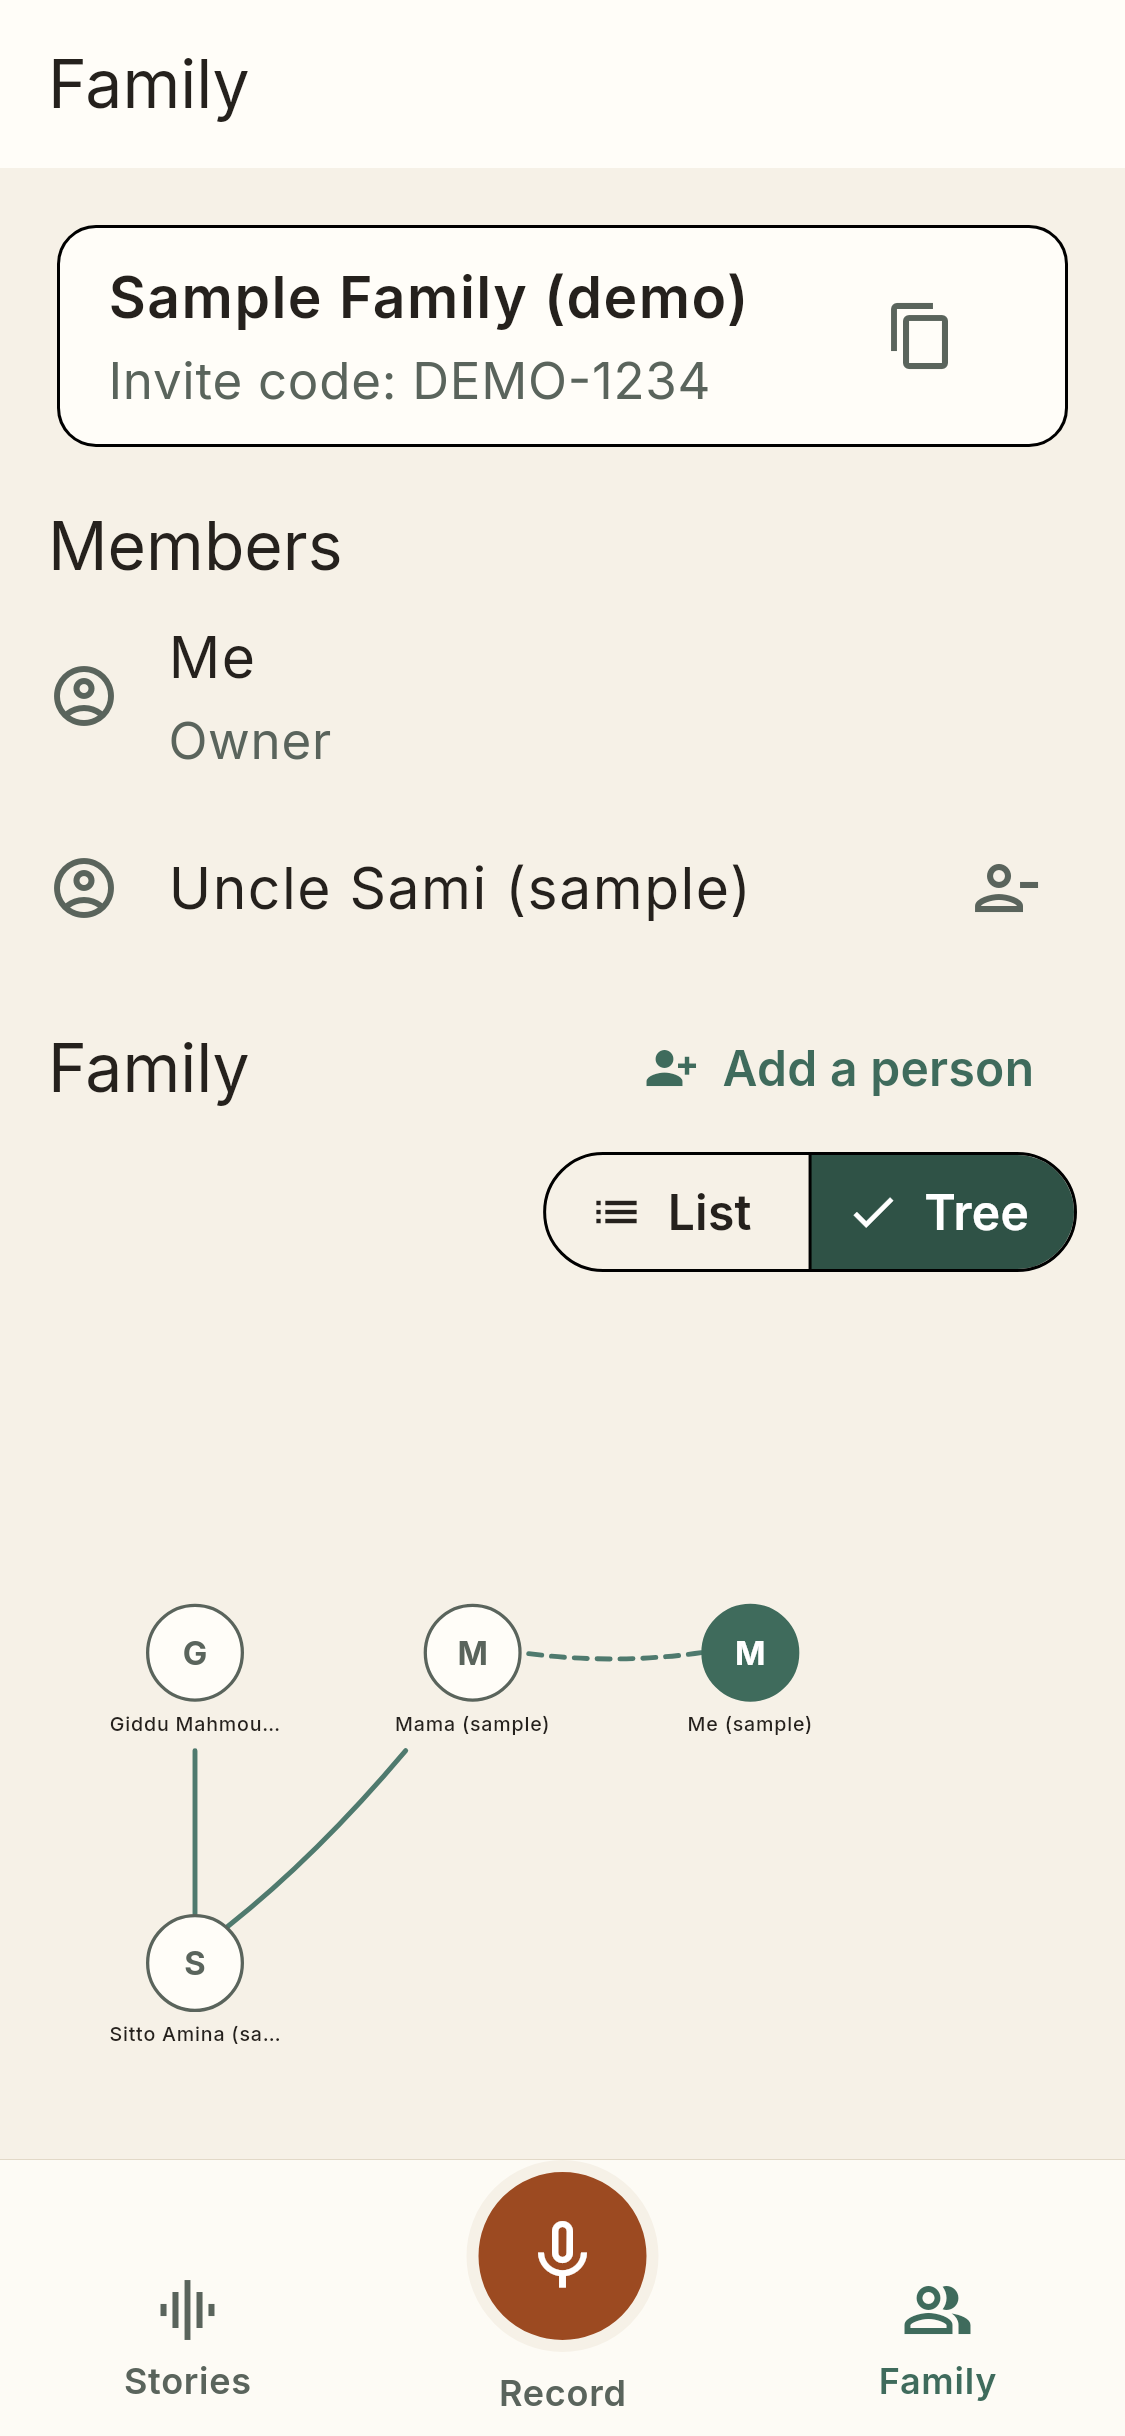 Family
Sample Family (demo)
Invite code: DEMO-1234
Members
Me
Owner
Uncle Sami (sample)
Family
Add a person
List
Tree
G
M
M
Giddu Mahmou...
Mama (sample)
Me (sample)
S
Sitto Amina (sa...
Stories
Record
Family